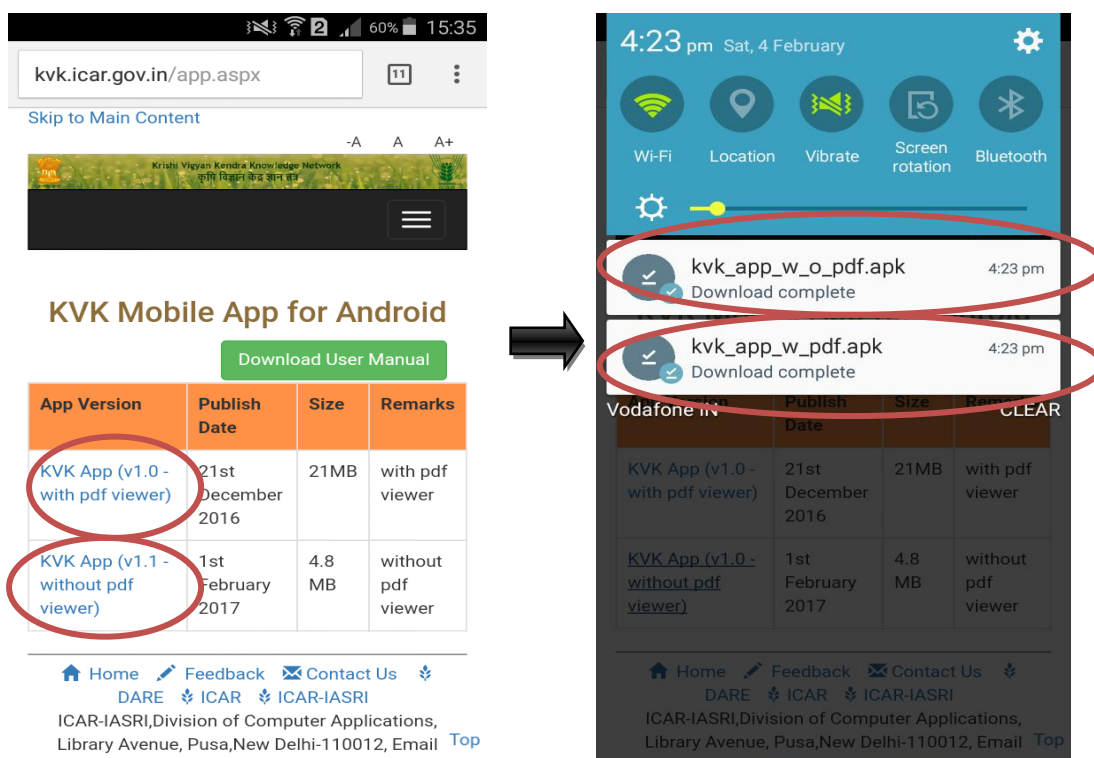 60% 15:35
kvk.icar.gov.in/app.aspx 11
Skip to Main Content
-A A A+
Krishi Vigyan Kendra Knowledge Network
कृषि विज्ञान केंद्र ज्ञान तंत्र
KVK Mobile App for Android
Download User Manual
App Version Publish Date Size Remarks
KVK App (v1.0 - with pdf viewer) 21st December 2016 21MB with pdf viewer
KVK App (v1.1 - without pdf viewer) 1st February 2017 4.8 MB without pdf viewer
Home Feedback Contact Us
DARE ICAR ICAR-IASRI
ICAR-IASRI,Division of Computer Applications,
Library Avenue, Pusa,New Delhi-110012, Email Top
4:23 pm Sat, 4 February
Wi-Fi Location Vibrate Screen rotation Bluetooth
kvk_app_w_o_pdf.apk 4:23 pm
Download complete
kvk_app_w_pdf.apk 4:23 pm
Download complete
Vodafone IN CLEAR
App Version Publish Date Size Remarks
KVK App (v1.0 - with pdf viewer) 21st December 2016 21MB with pdf viewer
KVK App (v1.0 - without pdf viewer) 1st February 2017 4.8 MB without pdf viewer
Home Feedback Contact Us
DARE ICAR ICAR-IASRI
ICAR-IASRI,Division of Computer Applications,
Library Avenue, Pusa,New Delhi-110012, Email Top